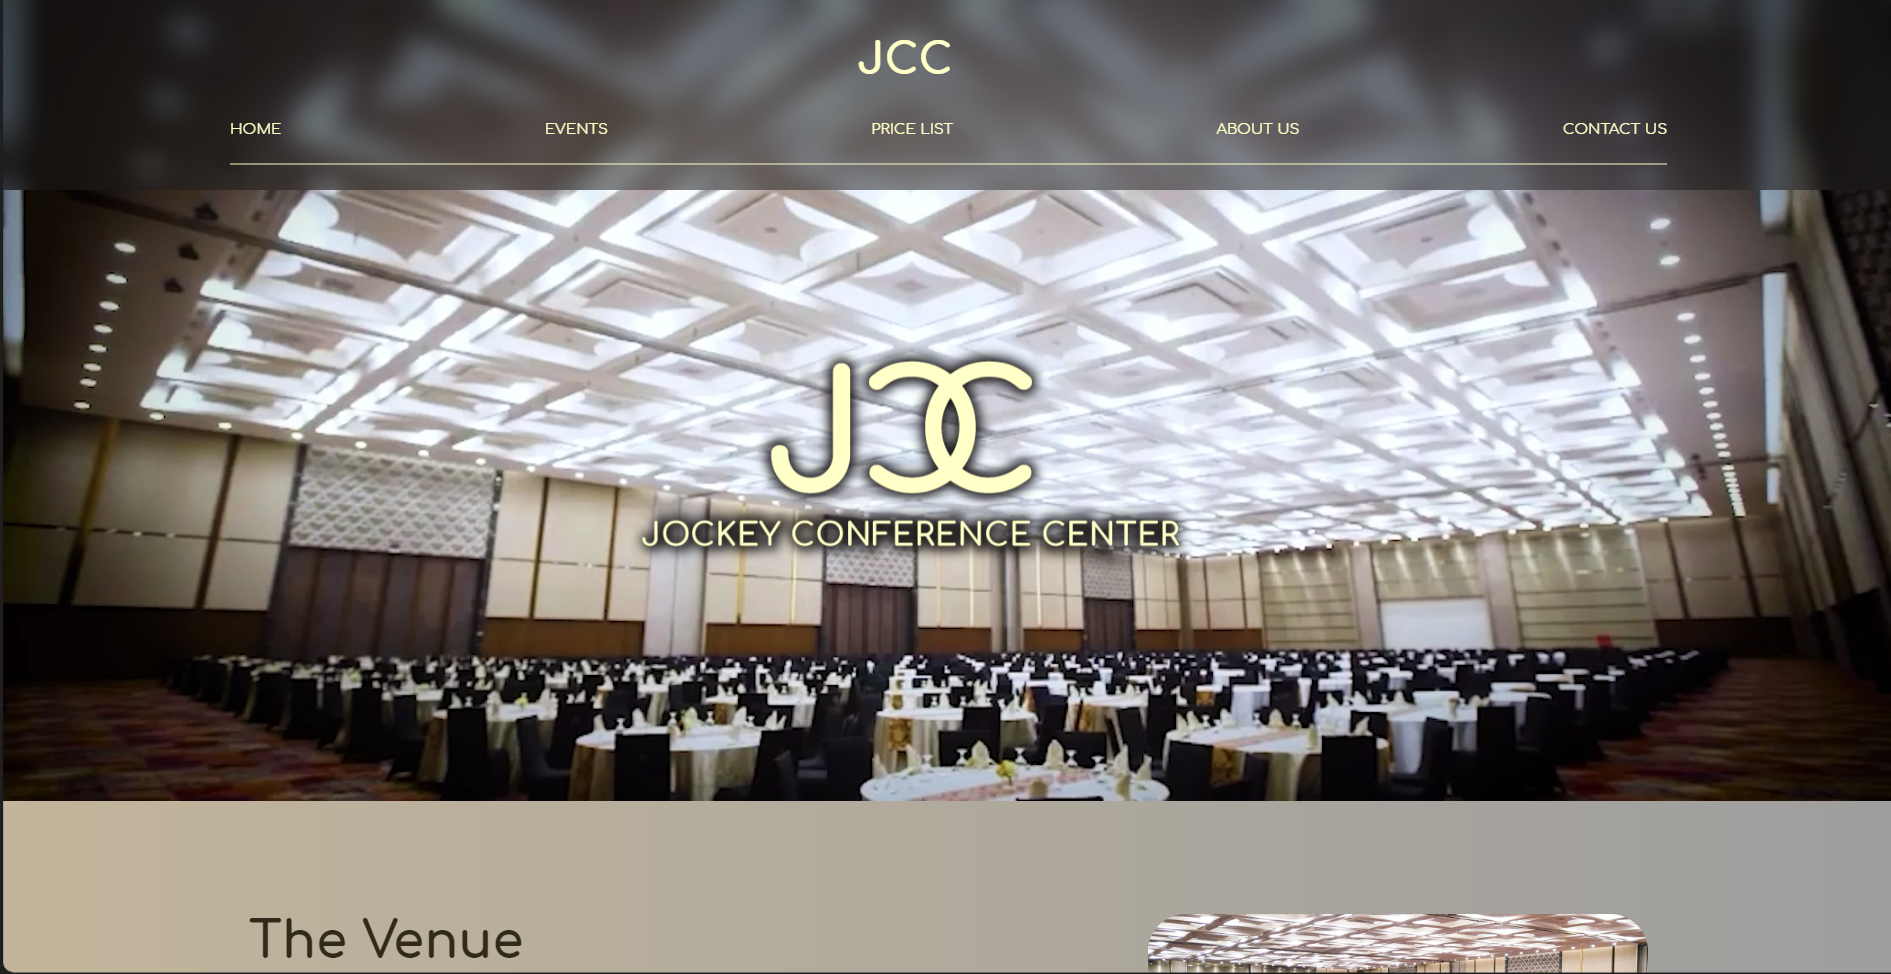 JCC
HOME EVENTS PRICE LIST ABOUT US CONTACT US
JCC
JOCKEY CONFERENCE CENTER
The Venue